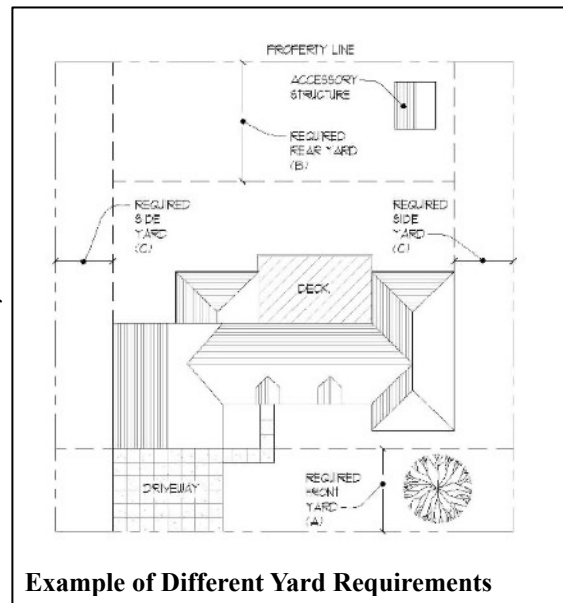 PROPERTY LINE
ACCESSORY
STRUCTURE
REQUIRED
REAR YARD
(B)
REQUIRED
SIDE
YARD
(C)
REQUIRED
SIDE
YARD
(C)
DECK
DRIVEWAY
REQUIRED
FRONT
YARD
(A)
Example of Different Yard Requirements